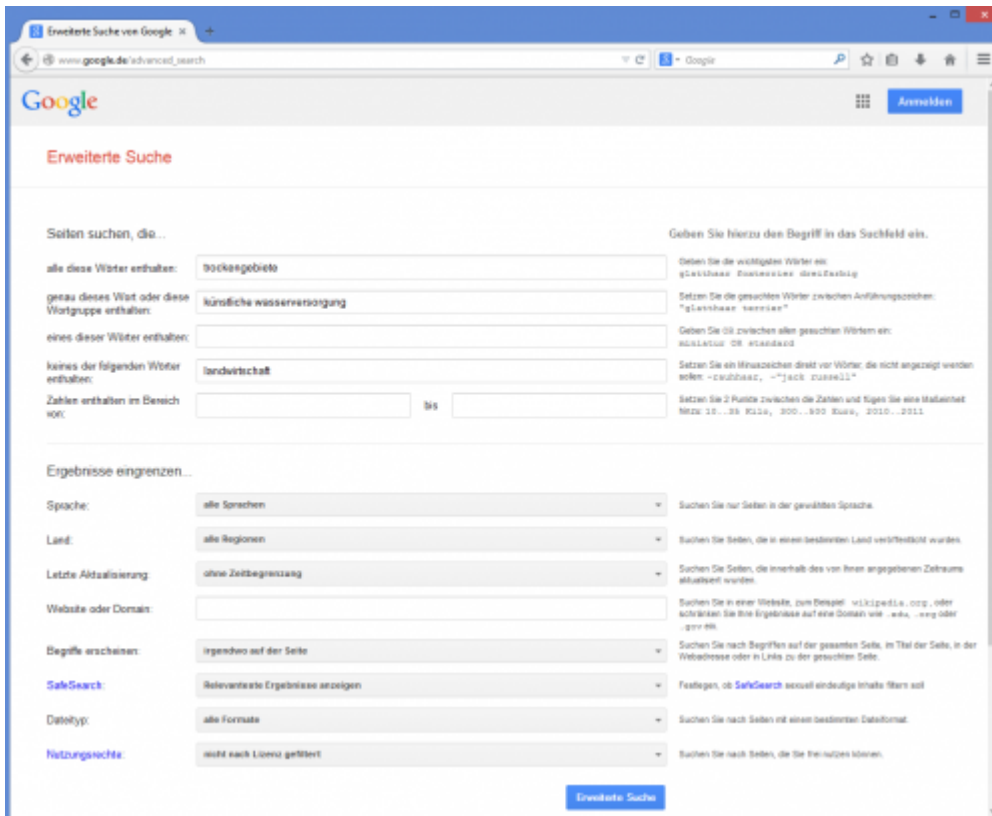 Erweiterte Suche von Google
www.google.de/advanced_search
Google
Google
Anmelden
Erweiterte Suche
Seiten suchen, die...
Geben Sie hierzu den Begriff in das Suchfeld ein.
alle diese Wörter enthalten:
trockengebiete
Geben Sie die wichtigsten Wörter ein:
glatthaar foxterrier dreifarbig
genau dieses Wort oder diese
Wortgruppe enthalten:
künstliche wasserversorgung
Setzen Sie die gesuchten Wörter zwischen Anführungszeichen:
"glatthaar terrier"
eines dieser Wörter enthalten:
Geben Sie OR zwischen allen gesuchten Wörtern ein:
miniatur OR standard
keines der folgenden Wörter
enthalten:
landwirtschaft
Setzen Sie ein Minuszeichen direkt vor Wörter, die nicht angezeigt werden
sollen: -rauhhaar, -"jack russell"
Zahlen enthalten im Bereich
von:
bis
Setzen Sie 2 Punkte zwischen die Zahlen und fügen Sie eine Maßeinheit
hinzu: 10..35 Kilo, 300..500 Euro, 2010..2011
Ergebnisse eingrenzen...
Sprache:
alle Sprachen
Suchen Sie nur Seiten in der gewählten Sprache.
Land:
alle Regionen
Suchen Sie Seiten, die in einem bestimmten Land veröffentlicht wurden.
Letzte Aktualisierung:
ohne Zeitbegrenzung
Suchen Sie Seiten, die innerhalb des von Ihnen angegebenen Zeitraums
aktualisiert wurden.
Website oder Domain:
Suchen Sie in einer Website, zum Beispiel wikipedia.org, oder
schränken Sie Ihre Ergebnisse auf eine Domain wie .edu, .org oder
.gov ein.
Begriffe erscheinen:
irgendwo auf der Seite
Suchen Sie nach Begriffen auf der gesamten Seite, im Titel der Seite, in der
Webadresse oder in Links zu der gesuchten Seite.
SafeSearch:
Relevanteste Ergebnisse anzeigen
Festlegen, ob SafeSearch sexuell eindeutige Inhalte filtern soll
Dateityp:
alle Formate
Suchen Sie nach Seiten mit einem bestimmten Dateiformat.
Nutzungsrechte:
nicht nach Lizenz gefiltert
Suchen Sie nach Seiten, die Sie frei nutzen können.
Erweiterte Suche